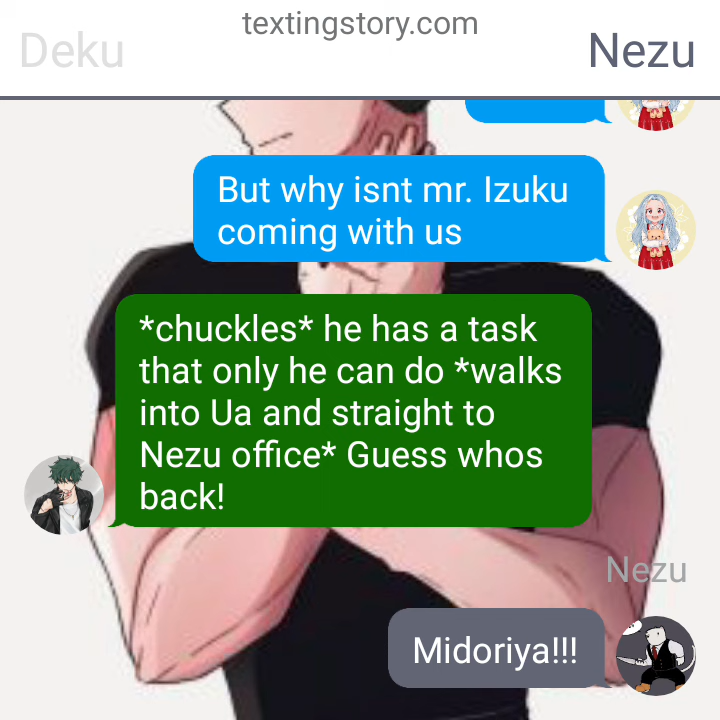 textingstory.com
Deku
Nezu
But why isnt mr. Izuku
coming with us
*chuckles* he has a task
that only he can do *walks
into Ua and straight to
Nezu office* Guess whos
back!
Nezu
Midoriya!!!